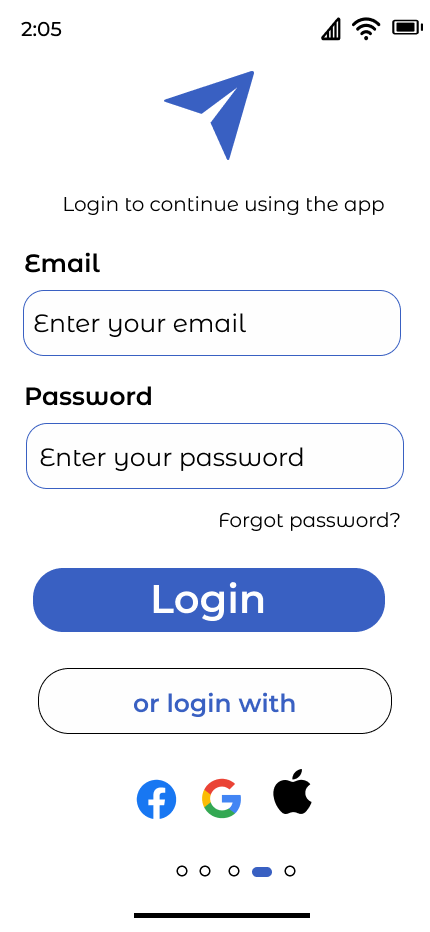 2:05
Login to continue using the app
Email
Enter your email
Password
Enter your password
Forgot password?
Login
or login with